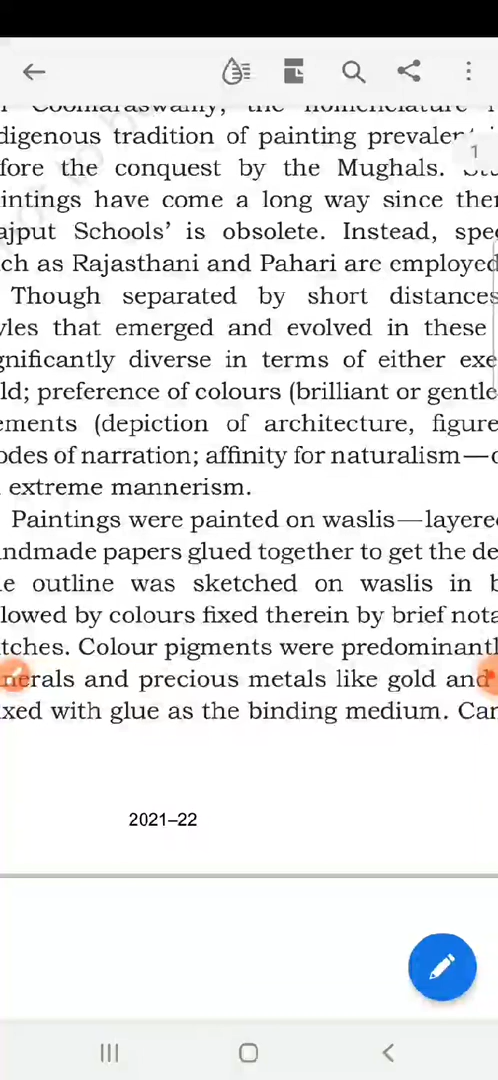 Coomaraswamy, the nomenclature
digenous tradition of painting prevalen
fore the conquest by the Mughals.
1
intings have come a long way since the
ajput Schools' is obsolete. Instead, spec
ch as Rajasthani and Pahari are employed
Though separated by short distances
yles that emerged and evolved in these
gnificantly diverse in terms of either exe
ld; preference of colours (brilliant or gentle
ements (depiction of architecture, figure
odes of narration; affinity for naturalism—o
extreme mannerism.
Paintings were painted on waslis—layere
ndmade papers glued together to get the de
e outline was sketched on waslis in b
lowed by colours fixed therein by brief nota
tches. Colour pigments were predominantl
nerals and precious metals like gold and
xed with glue as the binding medium. Car
2021–22